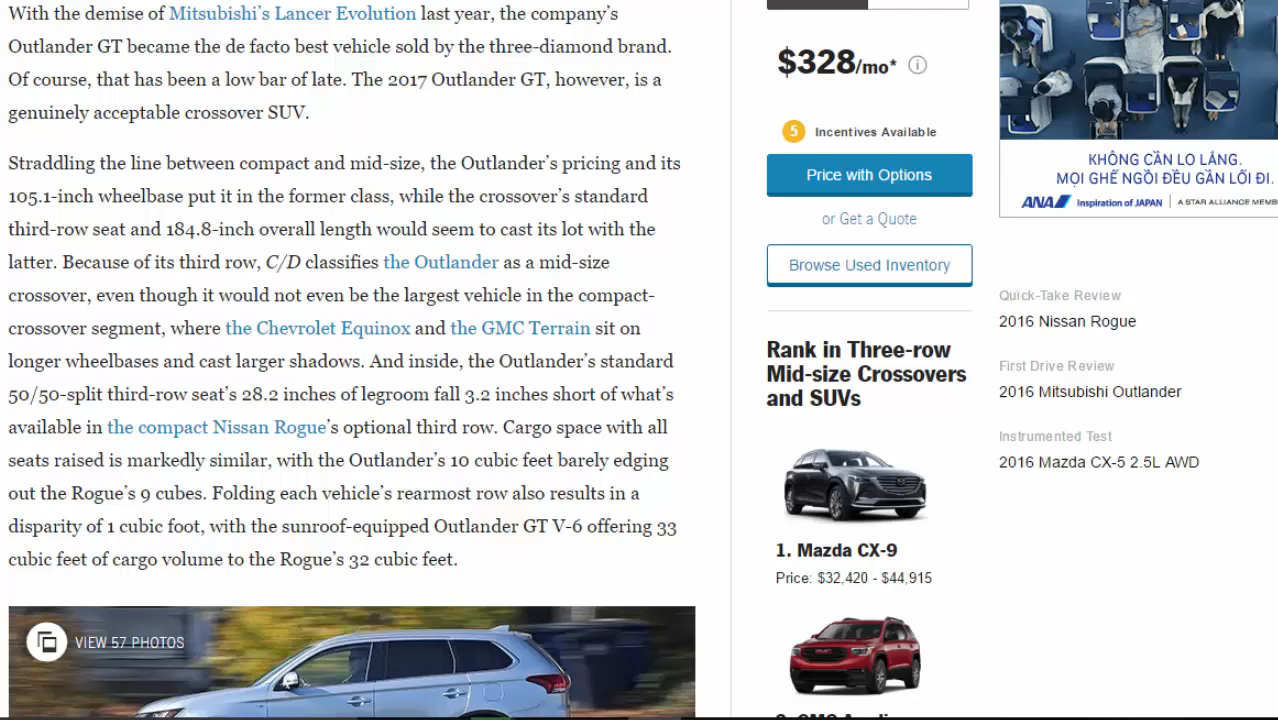 With the demise of Mitsubishi's Lancer Evolution last year, the company's
Outlander GT became the de facto best vehicle sold by the three-diamond brand.
Of course, that has been a low bar of late. The 2017 Outlander GT, however, is a
genuinely acceptable crossover SUV.
Straddling the line between compact and mid-size, the Outlander's pricing and its
105.1-inch wheelbase put it in the former class, while the crossover's standard
third-row seat and 184.8-inch overall length would seem to cast its lot with the
latter. Because of its third row, C/D classifies the Outlander as a mid-size
crossover, even though it would not even be the largest vehicle in the compact-
crossover segment, where the Chevrolet Equinox and the GMC Terrain sit on
longer wheelbases and cast larger shadows. And inside, the Outlander's standard
50/50-split third-row seat's 28.2 inches of legroom fall 3.2 inches short of what's
available in the compact Nissan Rogue's optional third row. Cargo space with all
seats raised is markedly similar, with the Outlander's 10 cubic feet barely edging
out the Rogue's 9 cubes. Folding each vehicle's rearmost row also results in a
disparity of 1 cubic foot, with the sunroof-equipped Outlander GT V-6 offering 33
cubic feet of cargo volume to the Rogue's 32 cubic feet.
VIEW 57 PHOTOS
$328/mo*
5 Incentives Available
Price with Options
or Get a Quote
Browse Used Inventory
Rank in Three-row
Mid-size Crossovers
and SUVs
1. Mazda CX-9
Price: $32,420 - $44,915
KHÔNG CẦN LO LẮNG.
MỌI GHẾ NGỒI ĐỀU GẦN LỐI ĐI.
ANA Inspiration of JAPAN A STAR ALLIANCE
Quick-Take Review
2016 Nissan Rogue
First Drive Review
2016 Mitsubishi Outlander
Instrumented Test
2016 Mazda CX-5 2.5L AWD